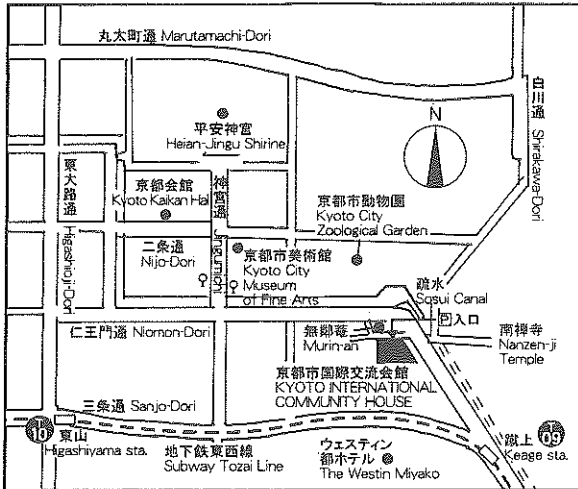 丸太町通 Marutamachi-Dori
白川通 Shirakawa-Dori
N
平安神宮
Heian-Jingu Shirine
東大路通 Higashioji-Dori
京都会館
Kyoto Kaikan Hall
神宮通 Jingumichi
京都市動物園
Kyoto City
Zoological Garden
二条通
Nijo-Dori
京都市美術館
Kyoto City
Museum
of Fine Arts
疏水
Sosui Canal
P入口
仁王門通 Niomon-Dori
無鄰菴
Murin-an
南禅寺
Nanzen-ji
Temple
京都市国際交流会館
KYOTO INTERNATIONAL
COMMUNITY HOUSE
三条通 Sanjo-Dori
T
10
東山
Higashiyama sta.
地下鉄東西線
Subway Tozai Line
ウェスティン
都ホテル
The Westin Miyako
T
09
蹴上
Keage sta.